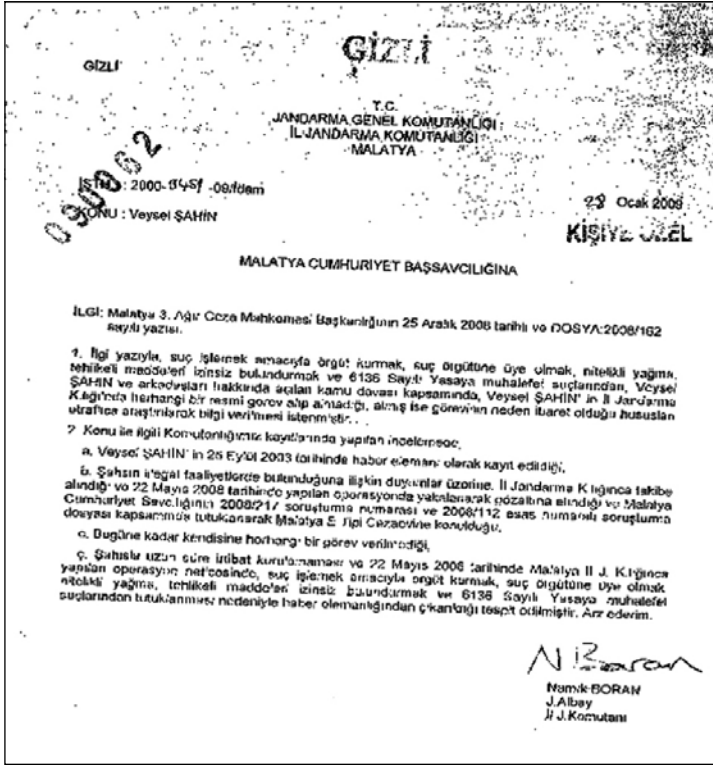 GİZLİ
GİZLİ
T.C.
JANDARMA GENEL KOMUTANLIĞI
İL JANDARMA KOMUTANLIĞI
MALATYA
090062
: 2000- -09/
KONU : Veysel ŞAHİN
Ocak 2009
KİŞİYE ÖZEL
MALATYA CUMHURİYET BAŞSAVCILIĞINA
İLGİ: Malatya 3. Ağır Ceza Mahkemesi Başkanlığının 25 Aralık 2008 tarihli ve DOSYA:2008/162
sayılı yazısı.
1. İlgi yazıyla, suç işlemek amacıyla örgüt kurmak, suç örgütüne üye olmak, nitelikli yağma,
tehlikeli maddeleri izinsiz bulundurmak ve 6136 Sayılı Yasaya muhalefet suçlarından, Veysel
ŞAHİN ve arkadaşları hakkında açılan kamu davası kapsamında, Veysel ŞAHİN' in İl Jandarma
K.lığı'nda herhangi bir resmi görev alıp almadığı, almış ise görevinin neden ibaret olduğu hususları
etraflıca araştırılarak bilgi verilmesi istenmiştir.
2. Konu ile ilgili Komutanlığımız kayıtlarında yapılan incelemede;
a. Veysel ŞAHİN' in 25 Eylül 2003 tarihinde haber elemanı olarak kayıt edildiği,
b. Şahsın illegal faaliyetlerde bulunduğuna ilişkin duyumlar üzerine, İl Jandarma K.lığınca takibe
alındığı ve 22 Mayıs 2008 tarihinde yapılan operasyonda yakalanarak gözaltına alındığı ve Malatya
Cumhuriyet Savc.lığının 2008/217 soruşturma numarası ve 2008/112 esas numaralı soruşturma
dosyası kapsamında tutuklanarak Malatya E Tipi Cezaevine konulduğu,
c. Bugüne kadar kendisine herhangi bir görev verilmediği,
ç. Şahısla uzun süre irtibat kurulamaması ve 22 Mayıs 2008 tarihinde Malatya İl J. K.lığınca
yapılan operasyon neticesinde, suç işlemek amacıyla örgüt kurmak, suç örgütüne üye olmak
nitelikli yağma, tehlikeli maddeleri izinsiz bulundurmak ve 6136 Sayılı Yasaya muhalefet
suçlarından tutuklanması nedeniyle haber elemanlığından çıkarıldığı tespit edilmiştir. Arz ederim.
N Boran
Namık BORAN
J.Albay
İl J.Komutanı